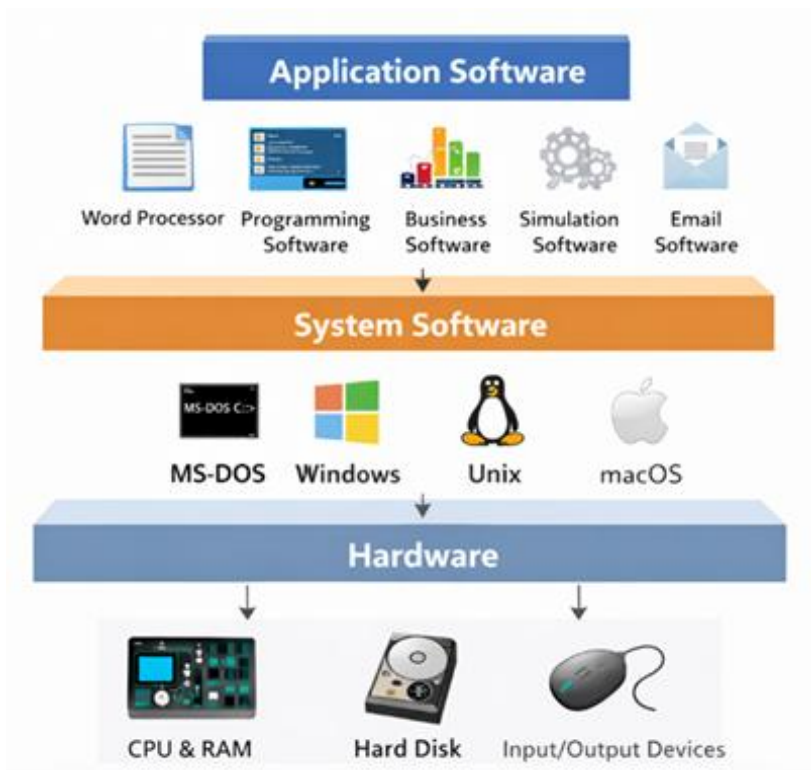 Application Software
Word Processor
Programming
Software
Business
Software
Simulation
Software
Email
Software
System Software
MS-DOS C:>
MS-DOS
Windows
Unix
macOS
Hardware
CPU & RAM
Hard Disk
Input/Output Devices